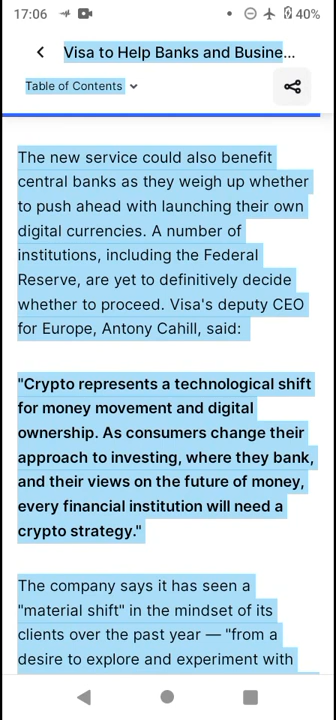 17:06
40%
Visa to Help Banks and Busine...
Table of Contents
The new service could also benefit
central banks as they weigh up whether
to push ahead with launching their own
digital currencies. A number of
institutions, including the Federal
Reserve, are yet to definitively decide
whether to proceed. Visa's deputy CEO
for Europe, Antony Cahill, said:
"Crypto represents a technological shift
for money movement and digital
ownership. As consumers change their
approach to investing, where they bank,
and their views on the future of money,
every financial institution will need a
crypto strategy."
The company says it has seen a
"material shift" in the mindset of its
clients over the past year — "from a
desire to explore and experiment with